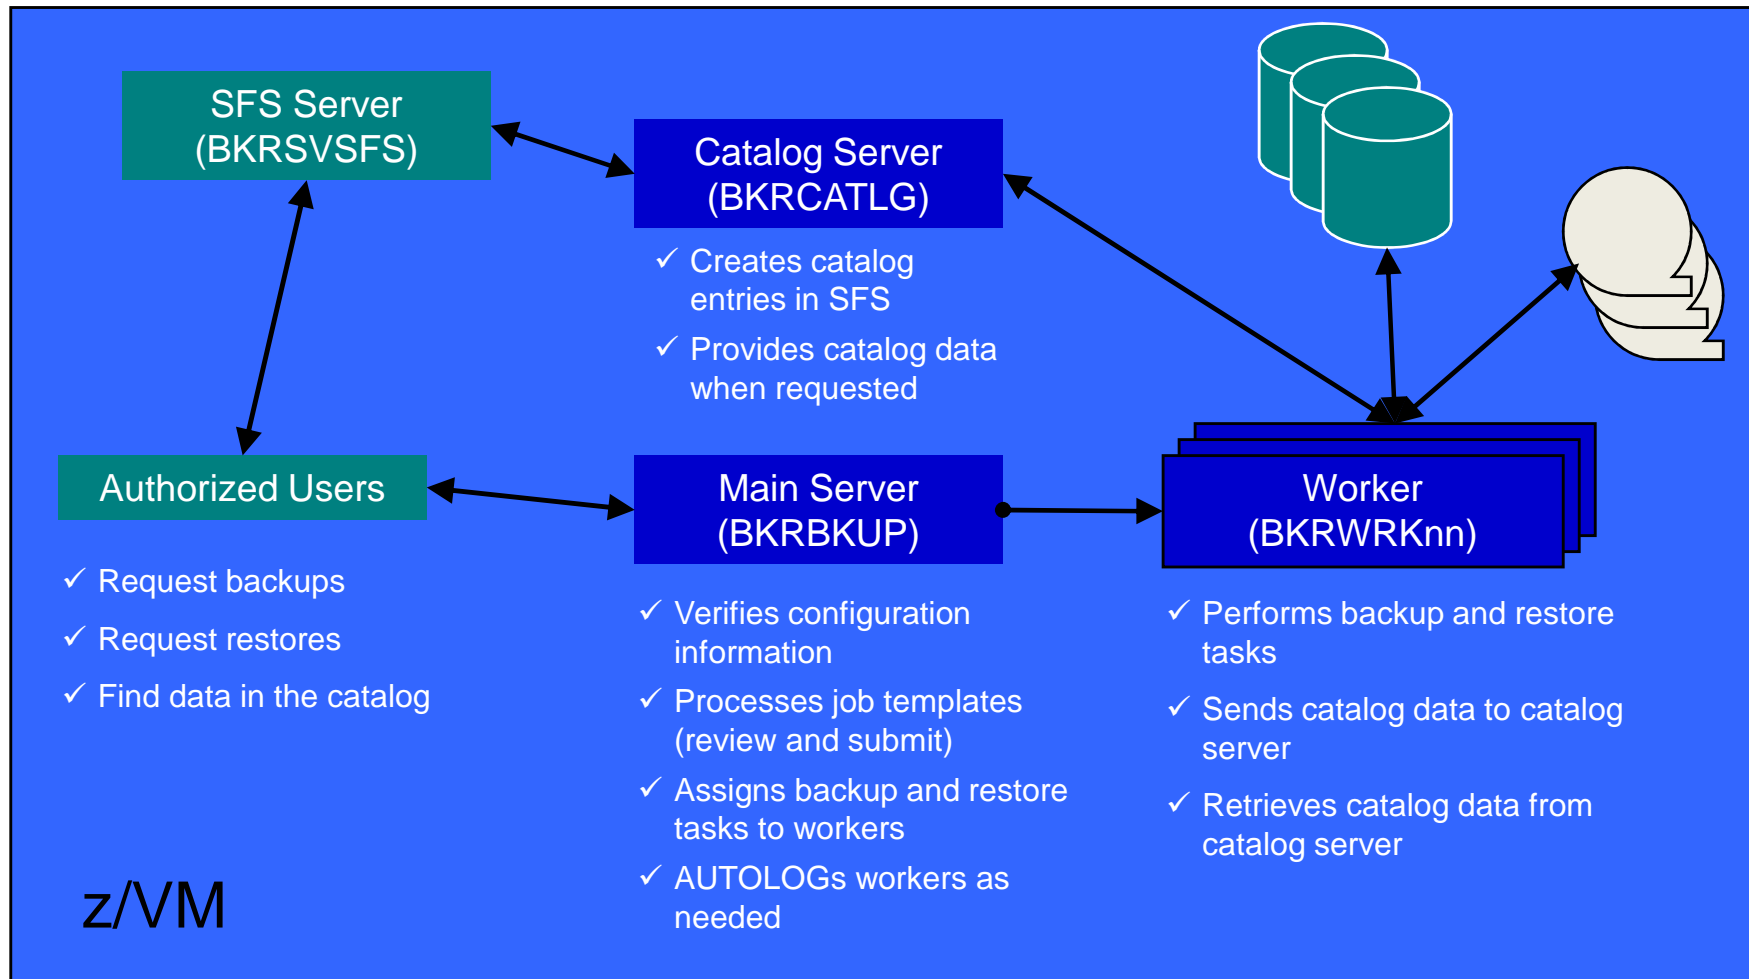 SFS Server
(BKRSVSFS)
Catalog Server
(BKRCATLG)
✓ Creates catalog
entries in SFS
✓ Provides catalog data
when requested
Authorized Users
✓ Request backups
✓ Request restores
✓ Find data in the catalog
Main Server
(BKRBKUP)
✓ Verifies configuration
information
✓ Processes job templates
(review and submit)
✓ Assigns backup and restore
tasks to workers
✓ AUTOLOGs workers as
needed
Worker
(BKRWRKnn)
✓ Performs backup and restore
tasks
✓ Sends catalog data to catalog
server
✓ Retrieves catalog data from
catalog server
z/VM